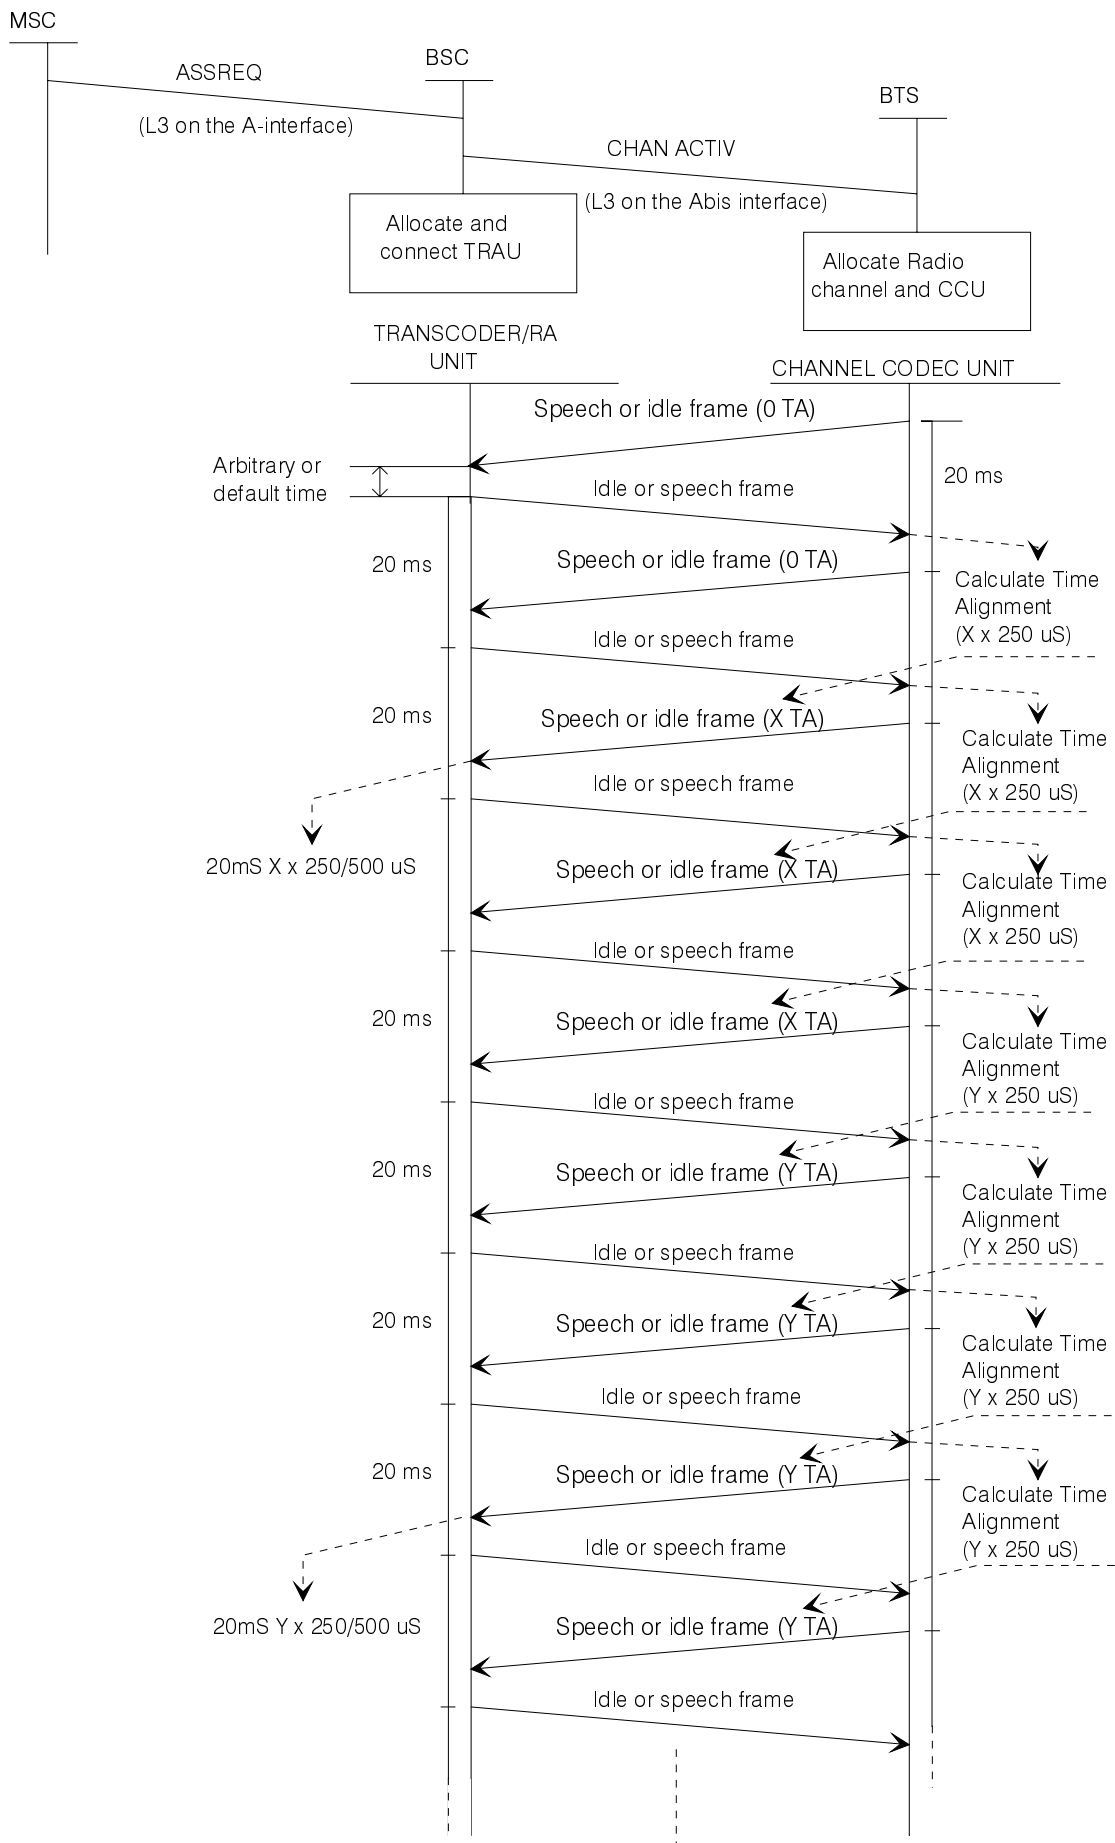 MSC
BSC
ASSREQ
BTS
(L3 on the A-interface)
CHAN ACTIV
(L3 on the Abis interface)
Allocate and
connect TRAU
Allocate Radio
channel and CCU
TRANSCODER/RA
UNIT
CHANNEL CODEC UNIT
Speech or idle frame (0 TA)
Arbitrary or
default time
20 ms
Idle or speech frame
20 ms
Speech or idle frame (0 TA)
Calculate Time
Alignment
(X x 250 uS)
Idle or speech frame
20 ms
Speech or idle frame (X TA)
Calculate Time
Alignment
(X x 250 uS)
Idle or speech frame
20mS X x 250/500 uS
Speech or idle frame (X TA)
Calculate Time
Alignment
(X x 250 uS)
Idle or speech frame
20 ms
Speech or idle frame (X TA)
Calculate Time
Alignment
(Y x 250 uS)
Idle or speech frame
20 ms
Speech or idle frame (Y TA)
Calculate Time
Alignment
(Y x 250 uS)
Idle or speech frame
20 ms
Speech or idle frame (Y TA)
Calculate Time
Alignment
(Y x 250 uS)
Idle or speech frame
20 ms
Speech or idle frame (Y TA)
Calculate Time
Alignment
(Y x 250 uS)
Idle or speech frame
20mS Y x 250/500 uS
Speech or idle frame (Y TA)
Idle or speech frame